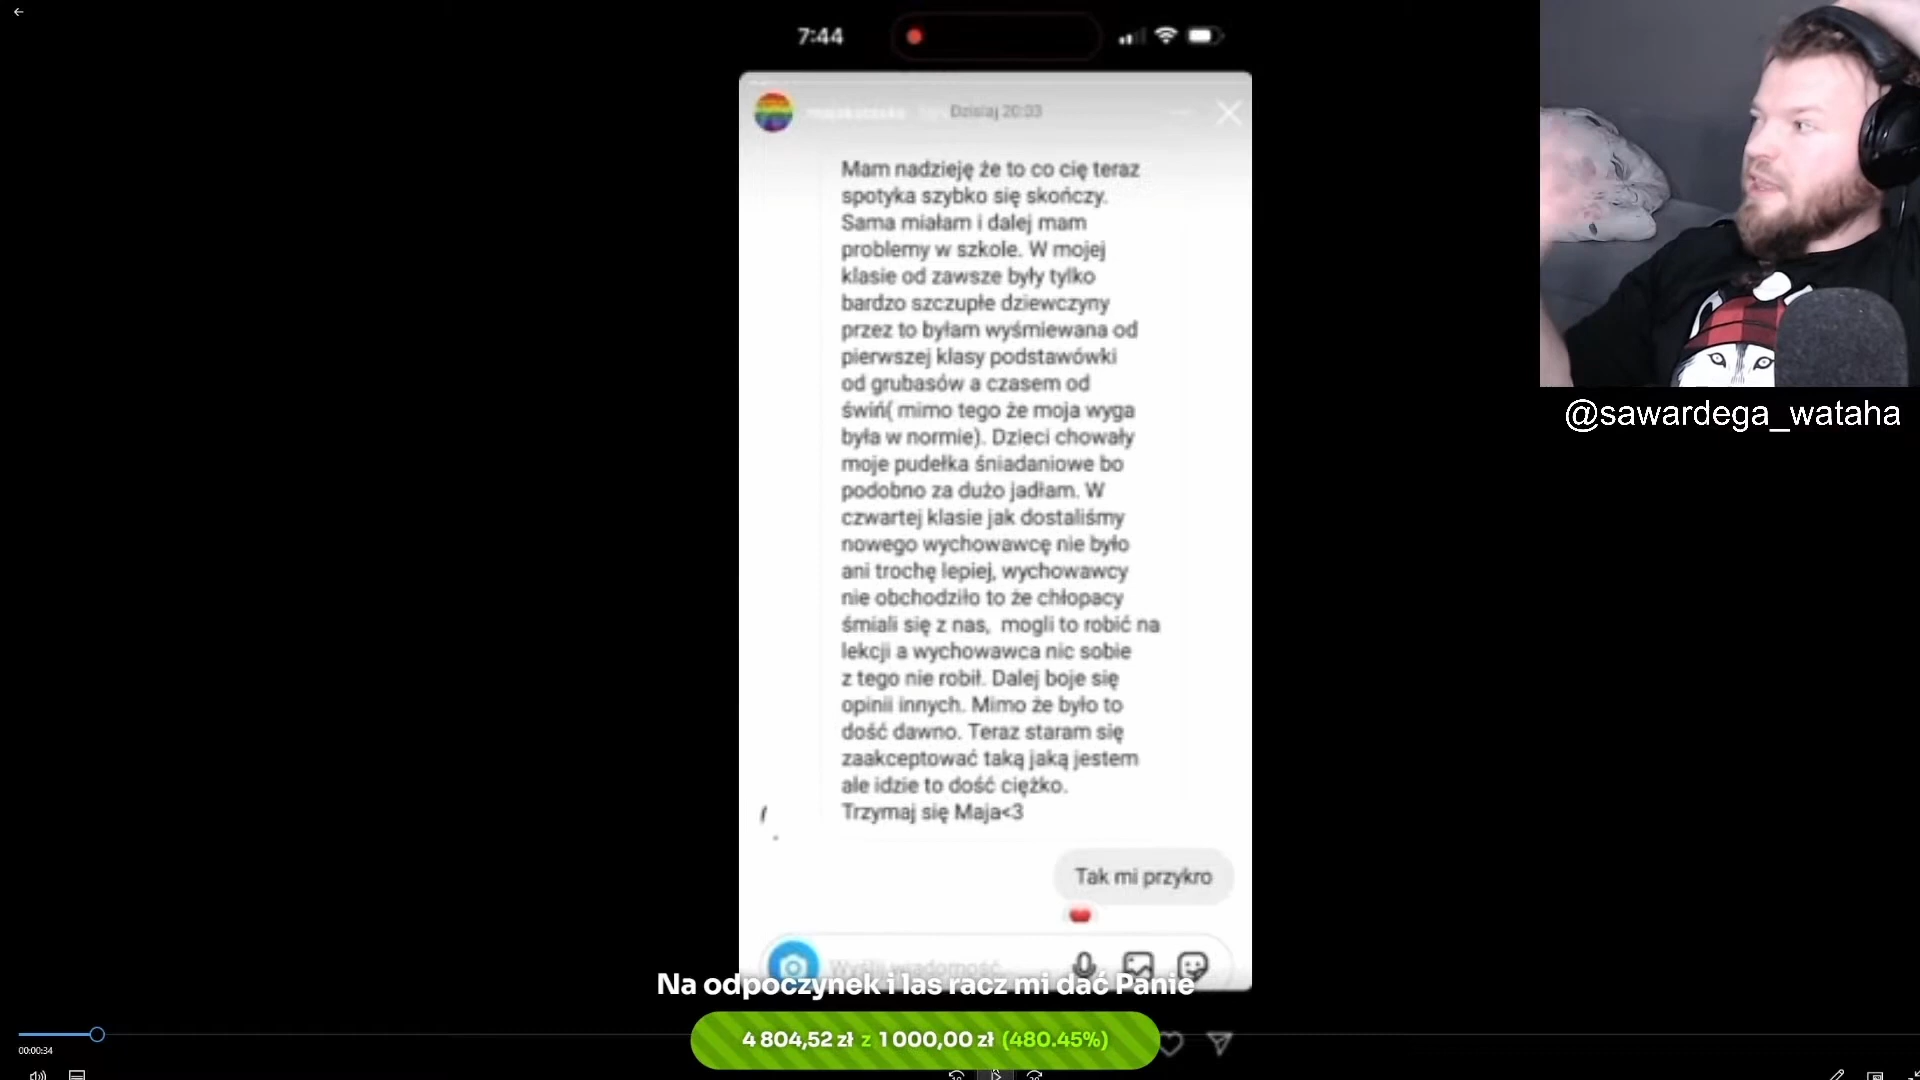 7:44
Dzisiaj 20:03
Mam nadzieję że to co cię teraz
spotyka szybko się skończy.
Sama miałam i dalej mam
problemy w szkole. W mojej
klasie od zawsze były tylko
bardzo szczupłe dziewczyny
przez to byłam wyśmiewana od
pierwszej klasy podstawówki
od grubasów a czasem od
świń( mimo tego że moja wyga
była w normie). Dzieci chowały
moje pudełka śniadaniowe bo
podobno za dużo jadłam. W
czwartej klasie jak dostaliśmy
nowego wychowawcę nie było
ani trochę lepiej, wychowawcy
nie obchodziło to że chłopacy
śmiali się z nas,  mogli to robić na
lekcji a wychowawca nic sobie
z tego nie robił. Dalej boje się
opinii innych. Mimo że było to
dość dawno. Teraz staram się
zaakceptować taką jaką jestem
ale idzie to dość ciężko.
Trzymaj się Maja<3
Tak mi przykro
Wyślij wiadomość...
Na odpoczynek i las racz mi dać Panie
4 804,52 zł z 1 000,00 zł (480.45%)
00:00:34
@sawardega_wataha